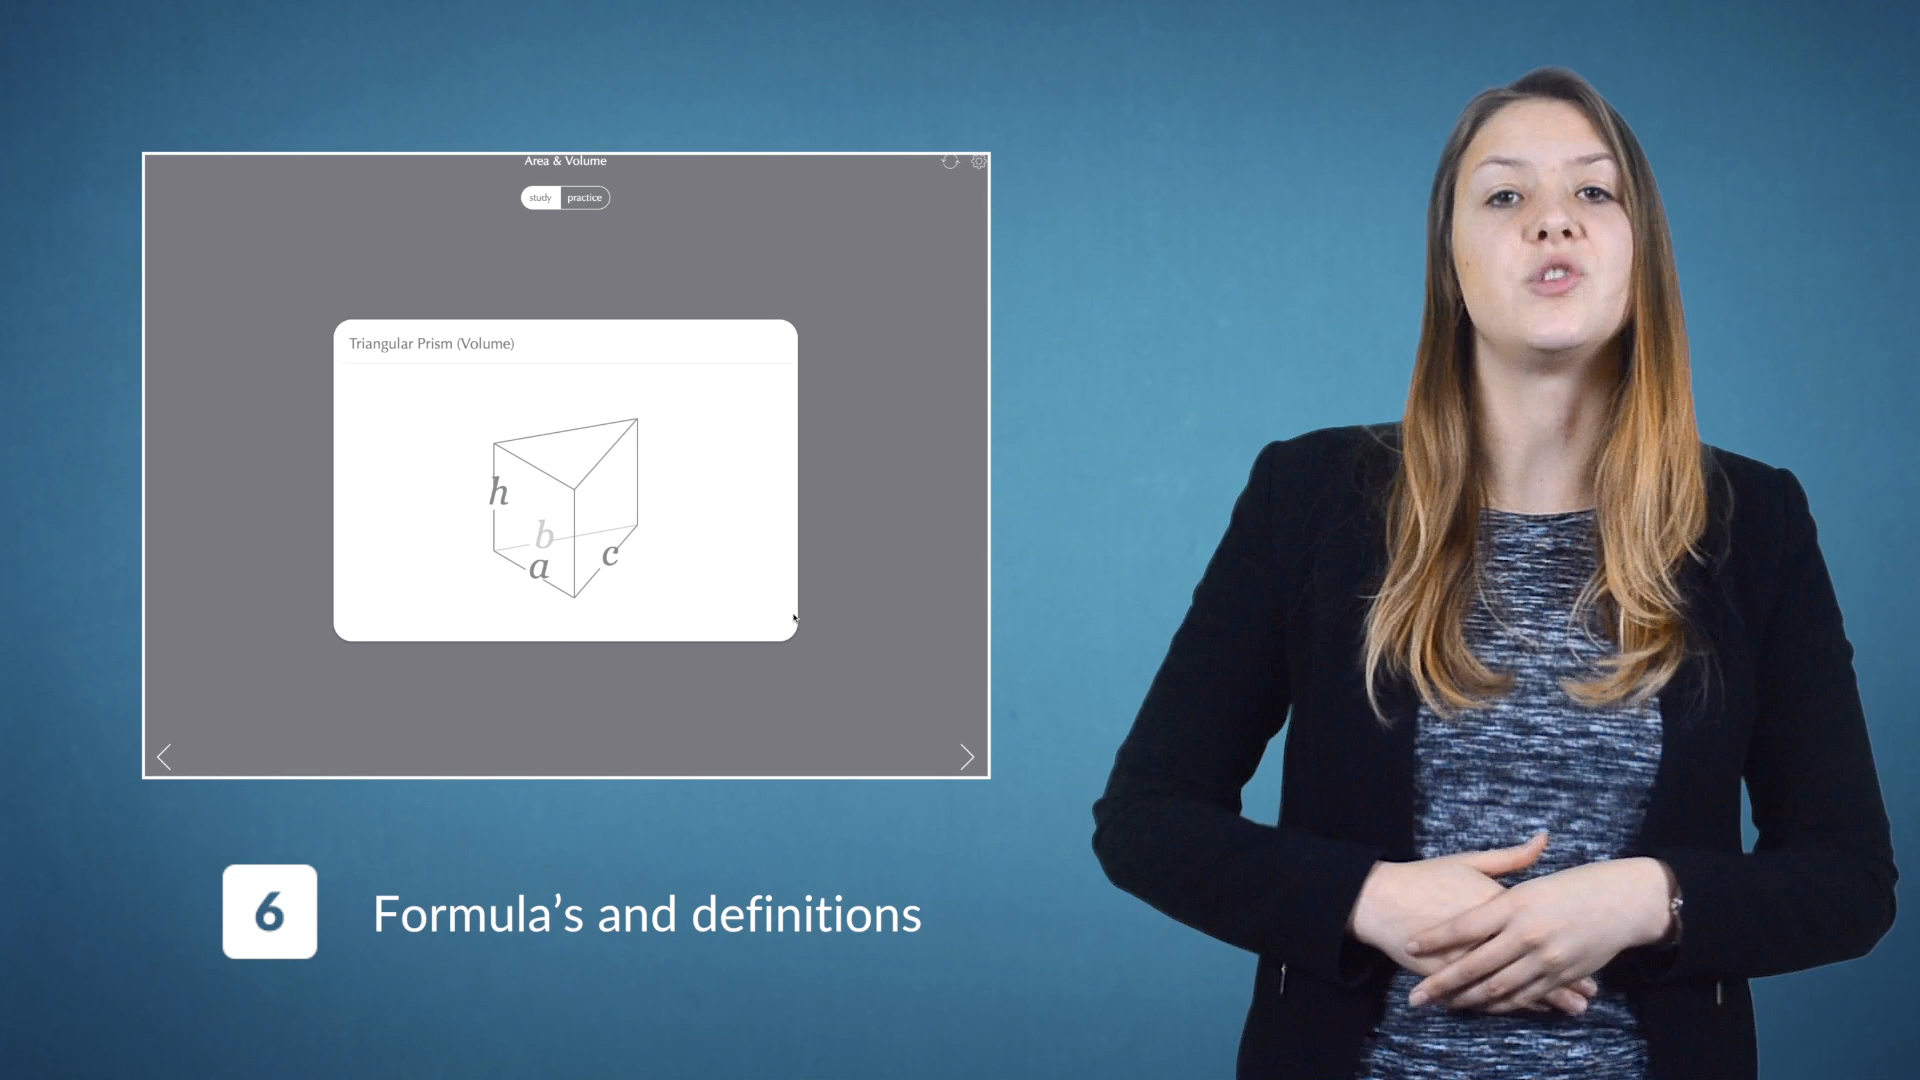 Area & Volume
study practice
Triangular Prism (Volume)
h
b
a
c
6 Formula’s and definitions